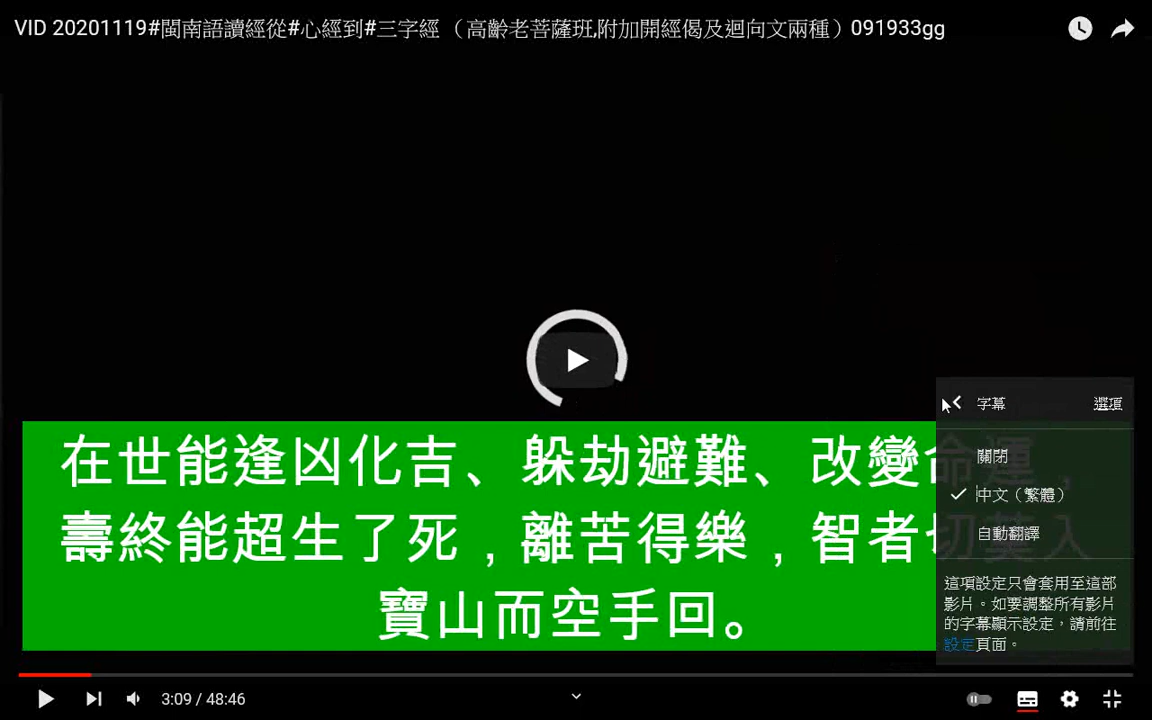 VID 20201119#閩南語讀經從#心經到#三字經 （高齡老菩薩班,附加開經偈及迴向文兩種）091933gg
在世能逢凶化吉、躲劫避難、改變命運，
壽終能超生了死，離苦得樂，智者切莫入
寶山而空手回。
字幕 選項
關閉
中文（繁體）
自動翻譯
這項設定只會套用至這部
影片。如要調整所有影片
的字幕顯示設定，請前往
設定頁面。
3:09 / 48:46